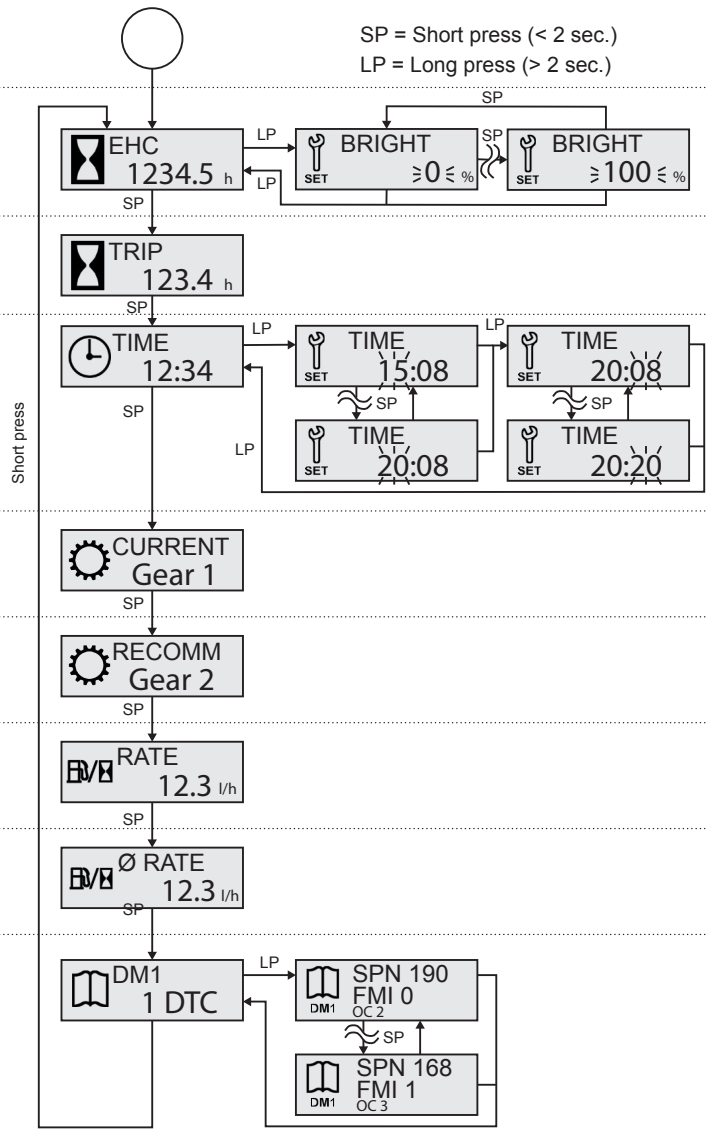 SP = Short press (< 2 sec.)
LP = Long press (> 2 sec.)
SP
EHC
1234.5 h
LP
LP
SET
BRIGHT
0 %
SP
SET
BRIGHT
100 %
SP
TRIP
123.4 h
SP
TIME
12:34
LP
SET
TIME
15:08
LP
SET
TIME
20:08
SP
SP
SP
SET
TIME
20:08
SET
TIME
20:20
LP
Short press
CURRENT
Gear 1
SP
RECOMM
Gear 2
SP
RATE
12.3 l/h
SP
Ø RATE
12.3 l/h
SP
DM1
1 DTC
LP
DM1
SPN 190
FMI 0
OC 2
SP
DM1
SPN 168
FMI 1
OC 3